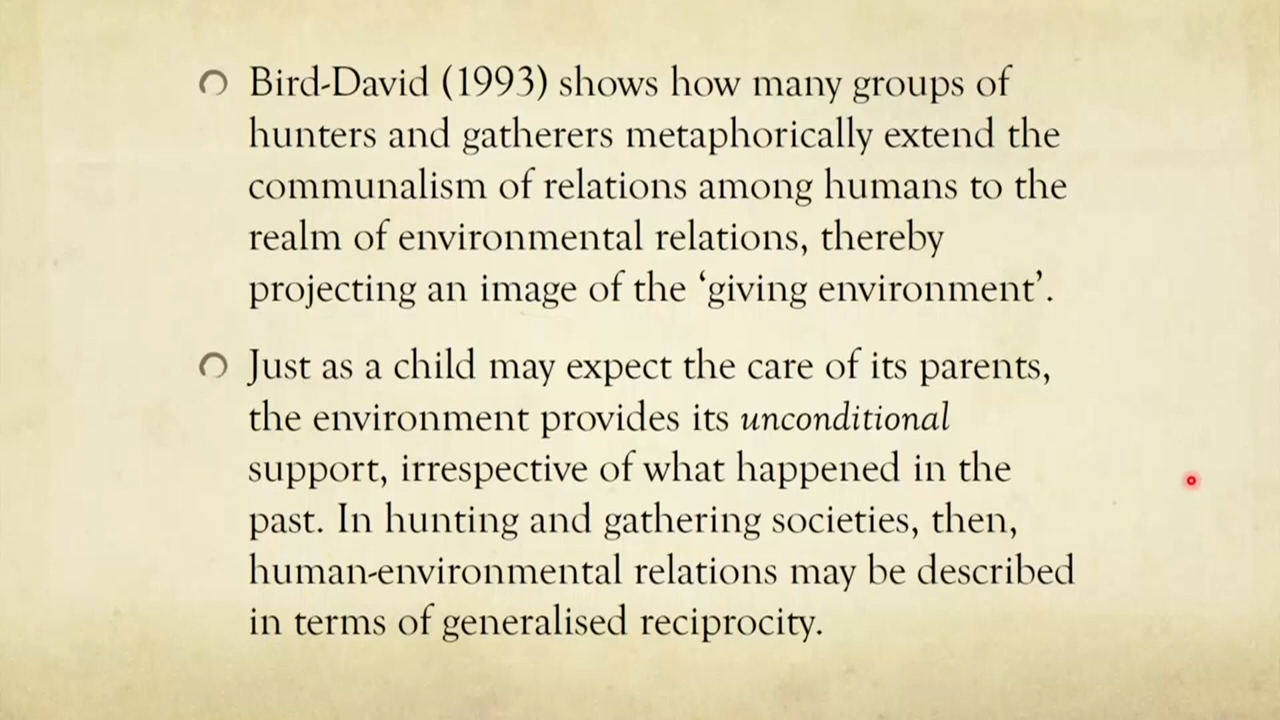 Bird-David (1993) shows how many groups of
hunters and gatherers metaphorically extend the
communalism of relations among humans to the
realm of environmental relations, thereby
projecting an image of the ‘giving environment’.
Just as a child may expect the care of its parents,
the environment provides its unconditional
support, irrespective of what happened in the
past. In hunting and gathering societies, then,
human-environmental relations may be described
in terms of generalised reciprocity.